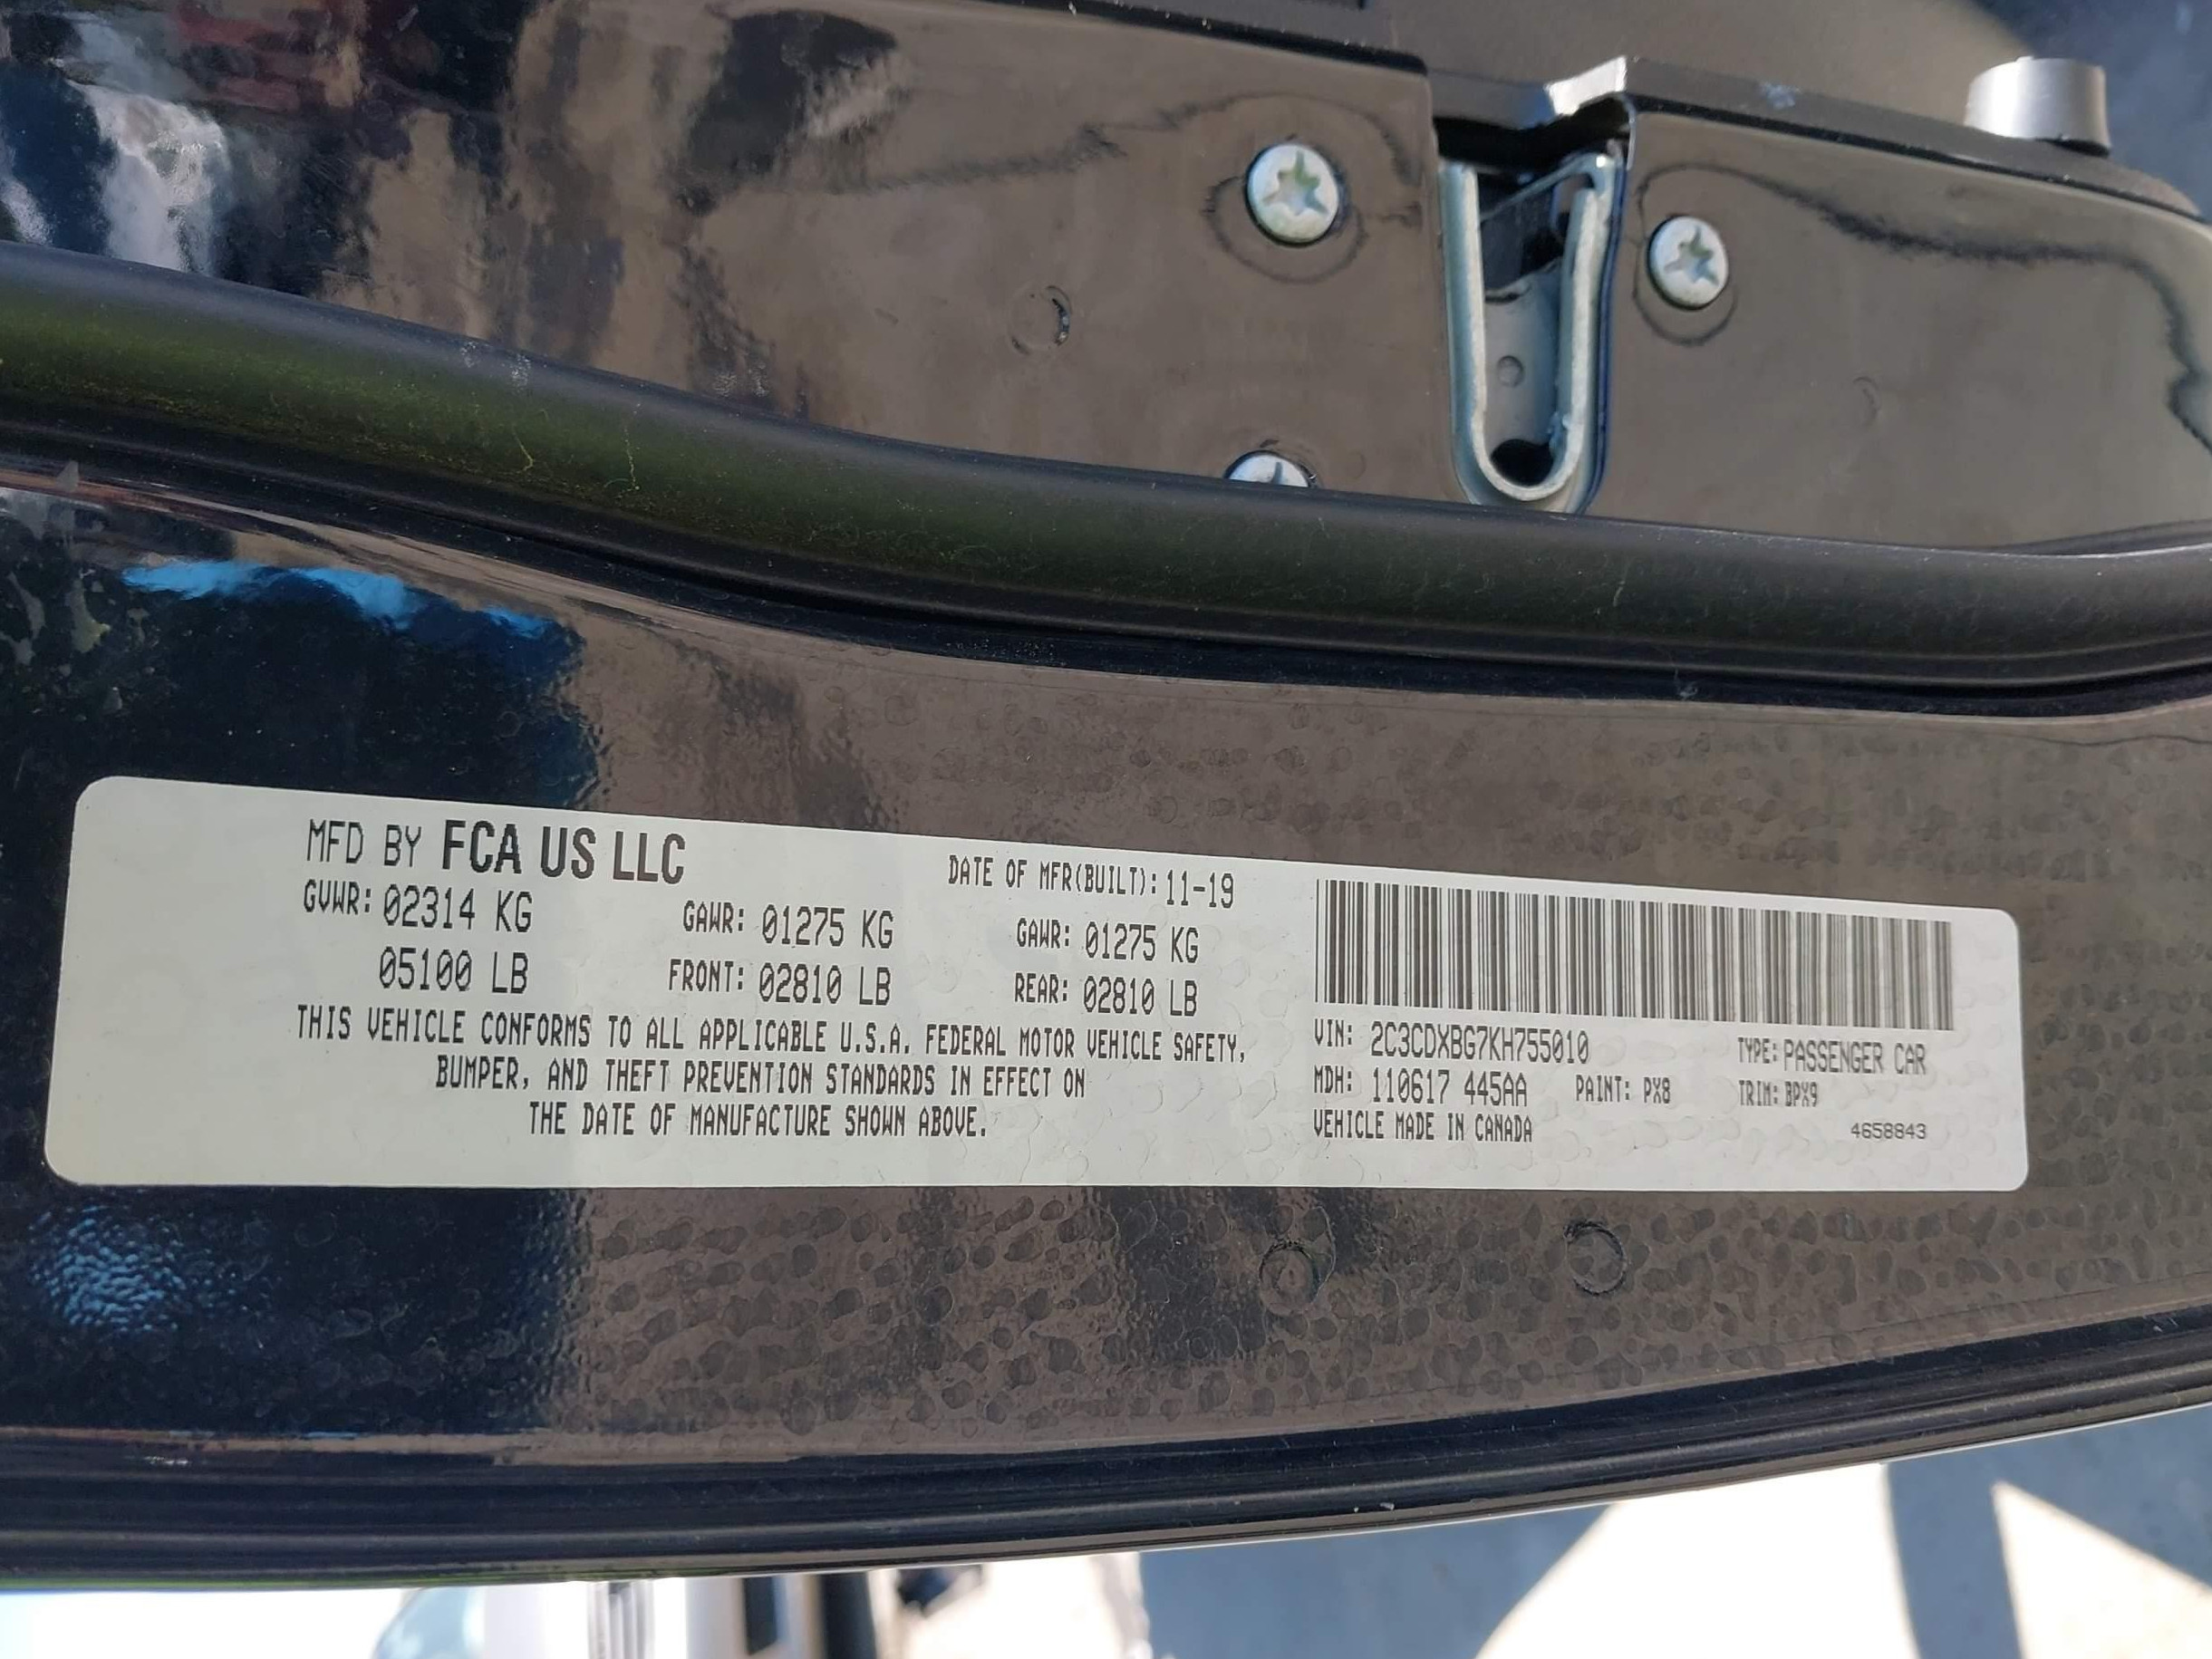 MFD BY FCA US LLC
DATE OF MFR(BUILT): 11-19
GVWR: 02314 KG GAWR: 01275 KG GAWR: 01275 KG
05100 LB FRONT: 02810 LB REAR: 02810 LB
THIS VEHICLE CONFORMS TO ALL APPLICABLE U.S.A. FEDERAL MOTOR VEHICLE SAFETY,
BUMPER, AND THEFT PREVENTION STANDARDS IN EFFECT ON
THE DATE OF MANUFACTURE SHOWN ABOVE.
VIN: 2C3CDXBG7KH755010 TYPE: PASSENGER CAR
MDH: 110617 445AA PAINT: PX8 TRIM: BPX9
VEHICLE MADE IN CANADA 4658843